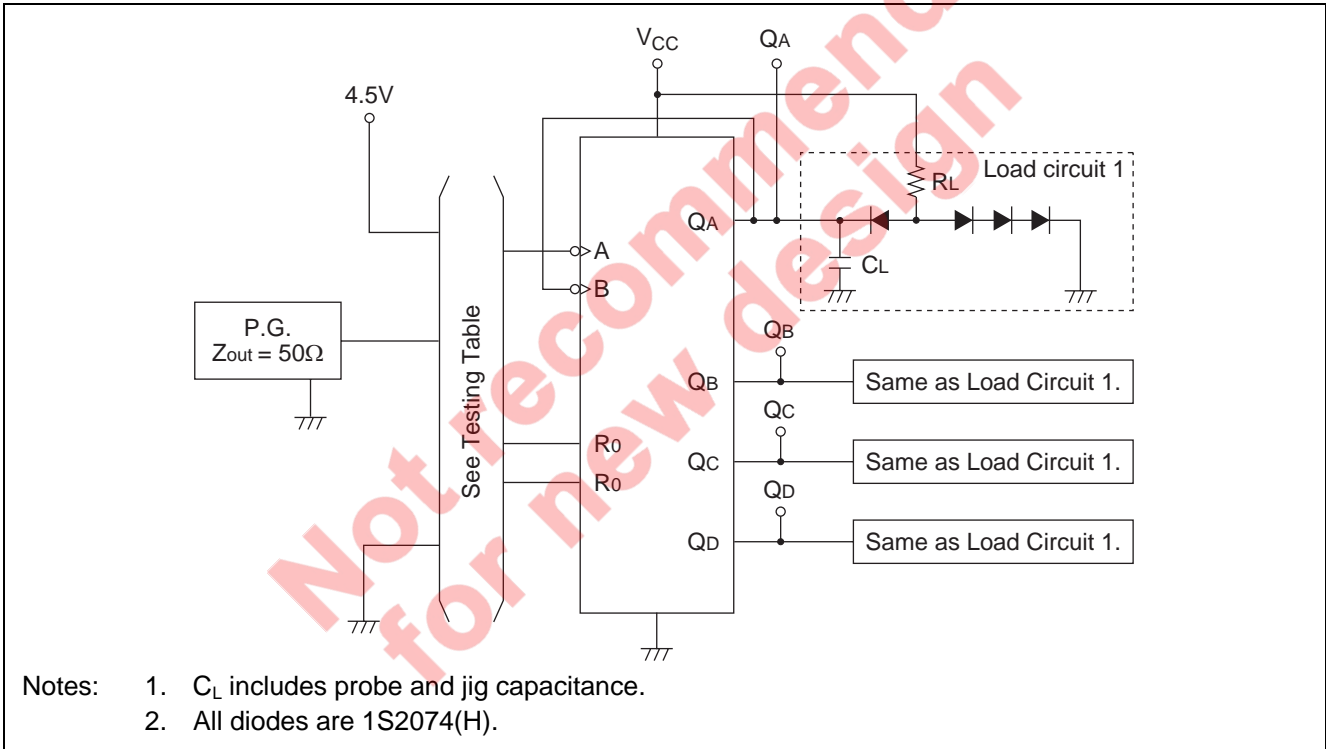 VCC
QA
4.5V
Load circuit 1
RL
QA
A
CL
B
P.G.
Zout = 50Ω
See Testing Table
QB
QB
Same as Load Circuit 1.
QC
R0
QC
Same as Load Circuit 1.
R0
QD
QD
Same as Load Circuit 1.
Not recommend
for new design
Notes: 1. CL includes probe and jig capacitance.
2. All diodes are 1S2074(H).